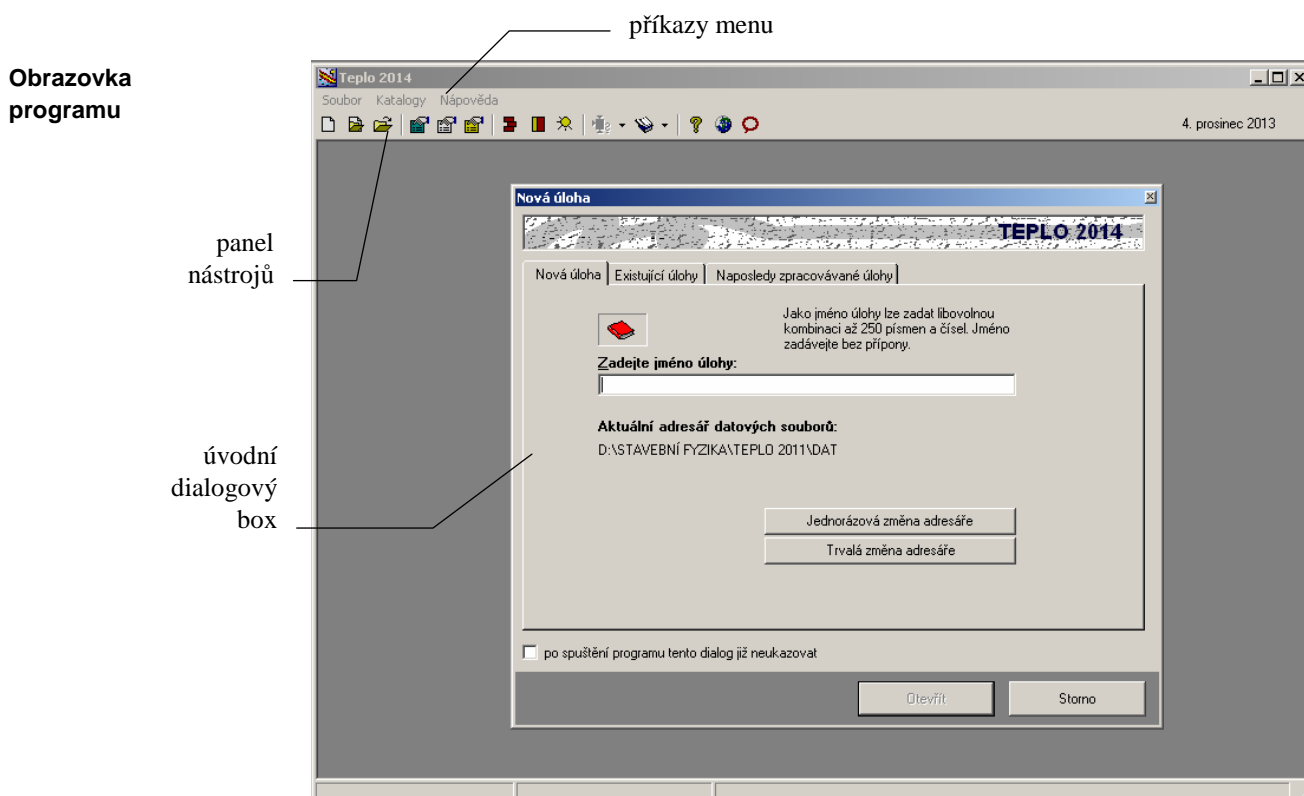 příkazy menu
Obrazovka
programu
Teplo 2014
Soubor Katalogy Nápověda
4. prosinec 2013
panel
nástrojů
Nová úloha
TEPLO 2014
Nová úloha Existující úlohy Naposledy zpracovávané úlohy
Jako jméno úlohy lze zadat libovolnou
kombinaci až 250 písmen a čísel. Jméno
zadávejte bez přípony.
Zadejte jméno úlohy:
Aktuální adresář datových souborů:
D:\STAVEBNÍ FYZIKA\TEPLO 2011\DAT
úvodní
dialogový
box
Jednorázová změna adresáře
Trvalá změna adresáře
po spuštění programu tento dialog již neukazovat
Otevřít Storno